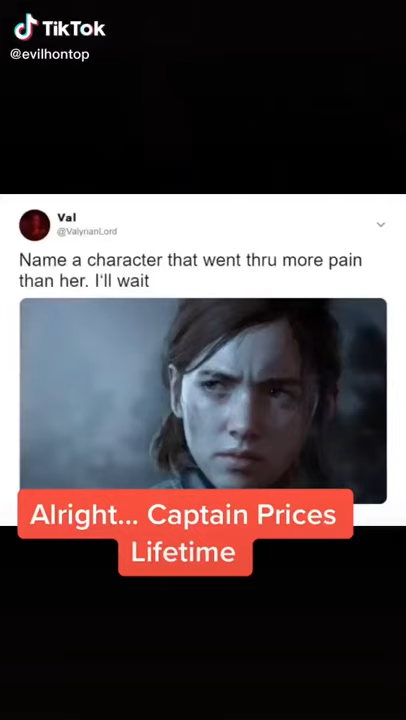 TikTok
@evilhontop
Val
@ValyrianLord
Name a character that went thru more pain
than her. I'll wait
Alright... Captain Prices
Lifetime